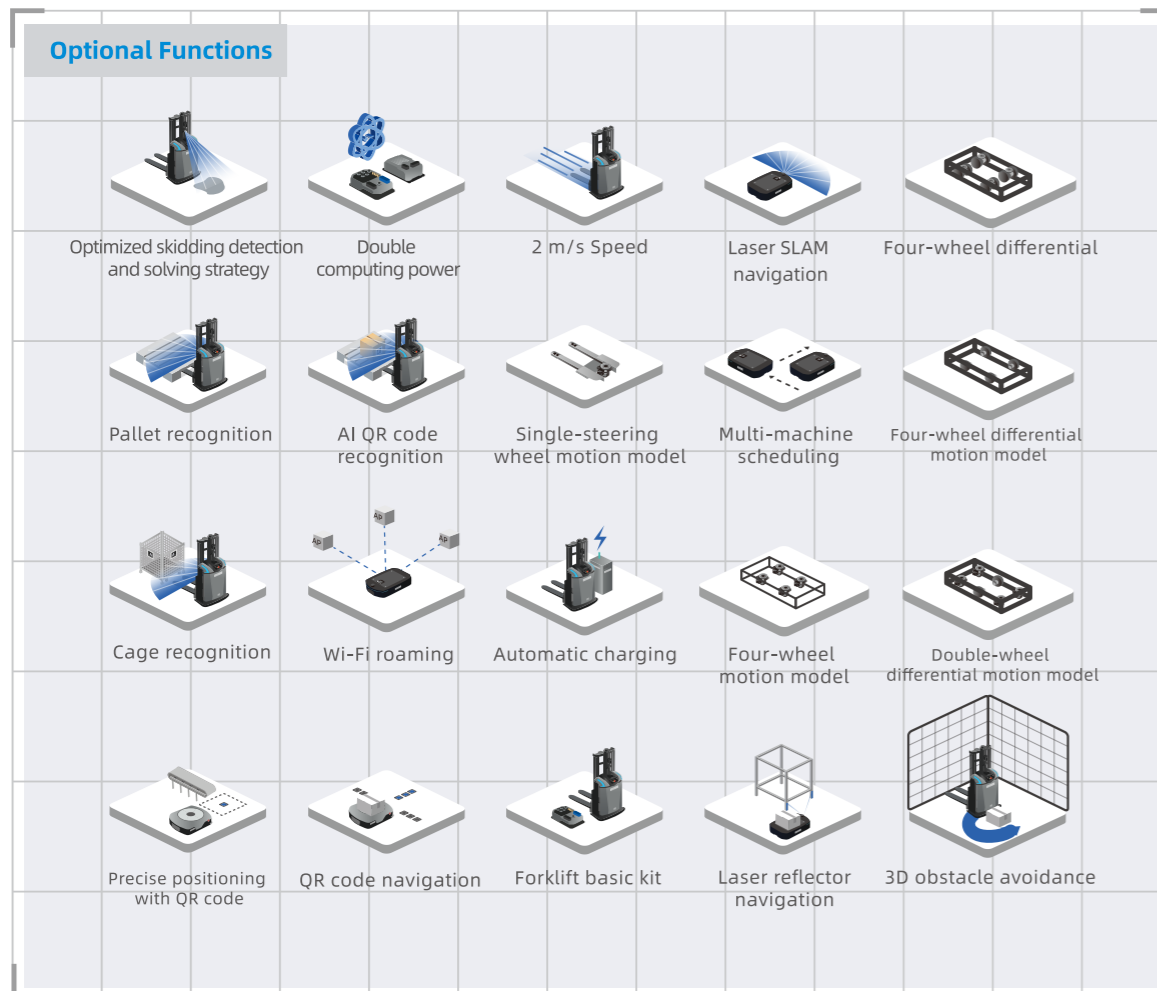 Optional Functions
Optimized skidding detection
and solving strategy
Double
computing power
2 m/s Speed
Laser SLAM
navigation
Four-wheel differential
Pallet recognition
AI QR code
recognition
Single-steering
wheel motion model
Multi-machine
scheduling
Four-wheel differential
motion model
AP
AP
AP
Cage recognition
Wi-Fi roaming
Automatic charging
Four-wheel
motion model
Double-wheel
differential motion model
Precise positioning
with QR code
QR code navigation
Forklift basic kit
Laser reflector
navigation
3D obstacle avoidance